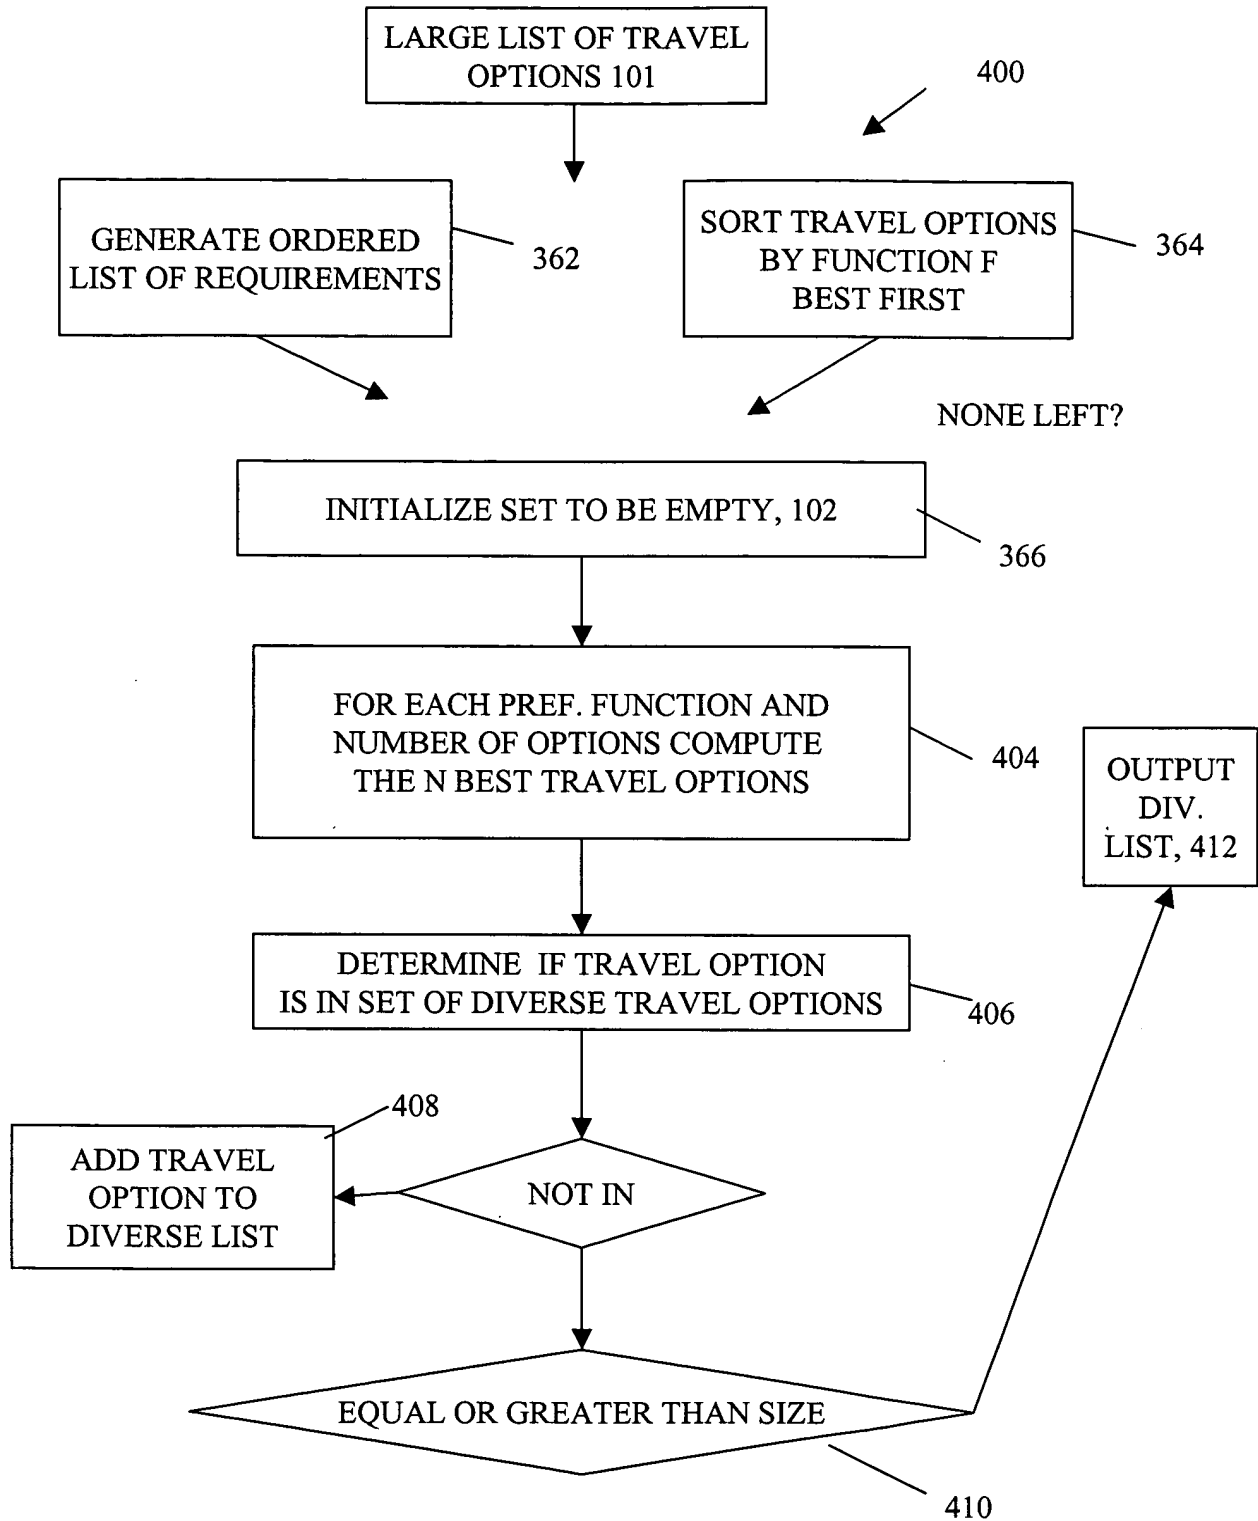 LARGE LIST OF TRAVEL
OPTIONS 101
400
GENERATE ORDERED
LIST OF REQUIREMENTS
362
SORT TRAVEL OPTIONS
BY FUNCTION F
BEST FIRST
364
NONE LEFT?
INITIALIZE SET TO BE EMPTY, 102
366
FOR EACH PREF. FUNCTION AND
NUMBER OF OPTIONS COMPUTE
THE N BEST TRAVEL OPTIONS
404
OUTPUT
DIV.
LIST, 412
DETERMINE IF TRAVEL OPTION
IS IN SET OF DIVERSE TRAVEL OPTIONS
406
408
ADD TRAVEL
OPTION TO
DIVERSE LIST
NOT IN
EQUAL OR GREATER THAN SIZE
410